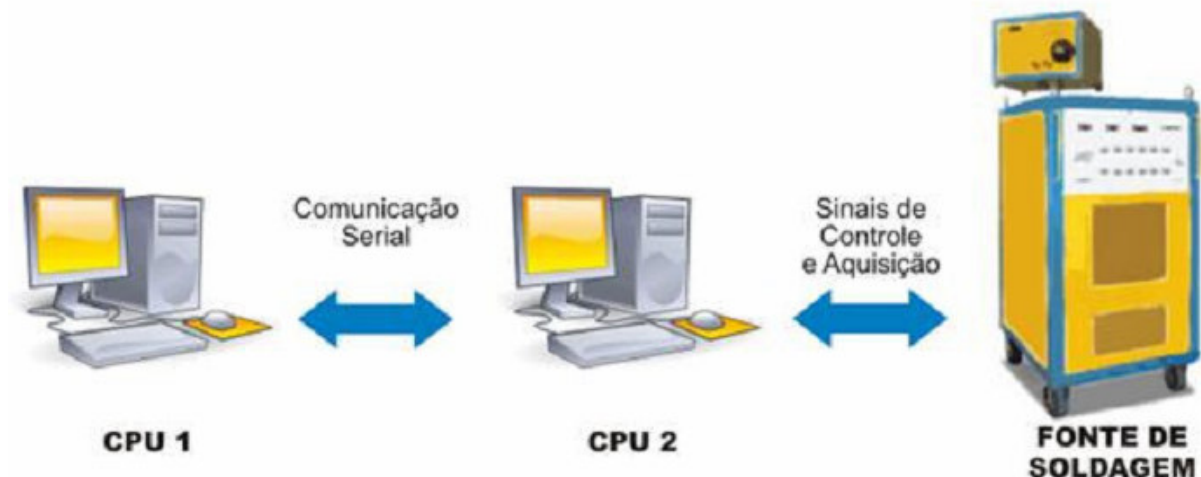 Comunicação
Serial
Sinais de
Controle
e Aquisição
CPU 1
CPU 2
FONTE DE
SOLDAGEM